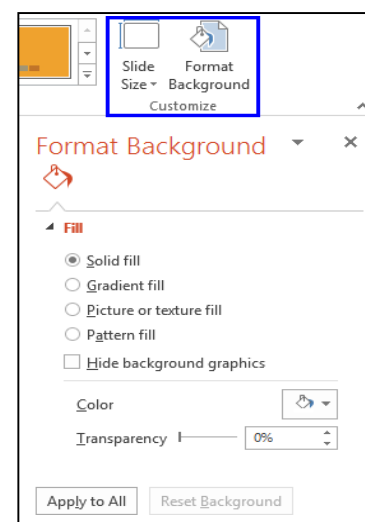 Slide Format
Size Background
Customize
Format Background
Fill
Solid fill
Gradient fill
Picture or texture fill
Pattern fill
Hide background graphics
Color
Transparency 0%
Apply to All Reset Background